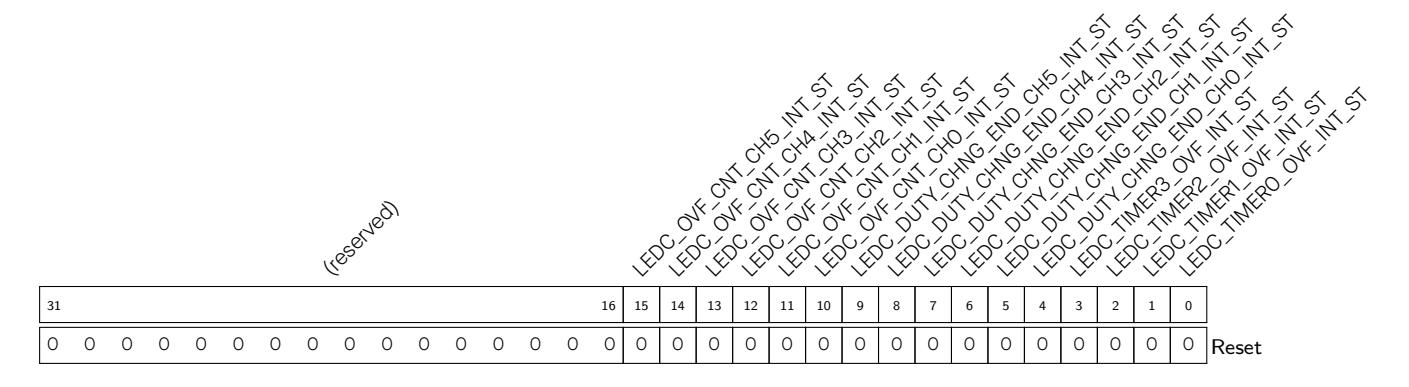 (reserved)
LEDC_OVF_CNT_CH5_INT_ST
LEDC_OVF_CNT_CH4_INT_ST
LEDC_OVF_CNT_CH3_INT_ST
LEDC_OVF_CNT_CH2_INT_ST
LEDC_OVF_CNT_CH1_INT_ST
LEDC_OVF_CNT_CH0_INT_ST
LEDC_DUTY_CHNG_END_CH5_INT_ST
LEDC_DUTY_CHNG_END_CH4_INT_ST
LEDC_DUTY_CHNG_END_CH3_INT_ST
LEDC_DUTY_CHNG_END_CH2_INT_ST
LEDC_DUTY_CHNG_END_CH1_INT_ST
LEDC_DUTY_CHNG_END_CH0_INT_ST
LEDC_TIMER3_OVF_INT_ST
LEDC_TIMER2_OVF_INT_ST
LEDC_TIMER1_OVF_INT_ST
LEDC_TIMER0_OVF_INT_ST
31 16 15 14 13 12 11 10 9 8 7 6 5 4 3 2 1 0
0 0 0 0 0 0 0 0 0 0 0 0 0 0 0 0 0 0 0 0 0 0 0 0 0 0 0 0 0 0 0 0 Reset